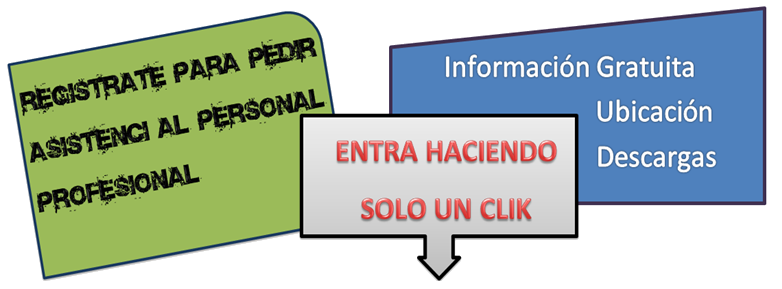 REGISTRATE PARA PEDIR
ASISTENCI AL PERSONAL
PROFESIONAL
Información Gratuita
Ubicación
Descargas
ENTRA HACIENDO
SOLO UN CLIK